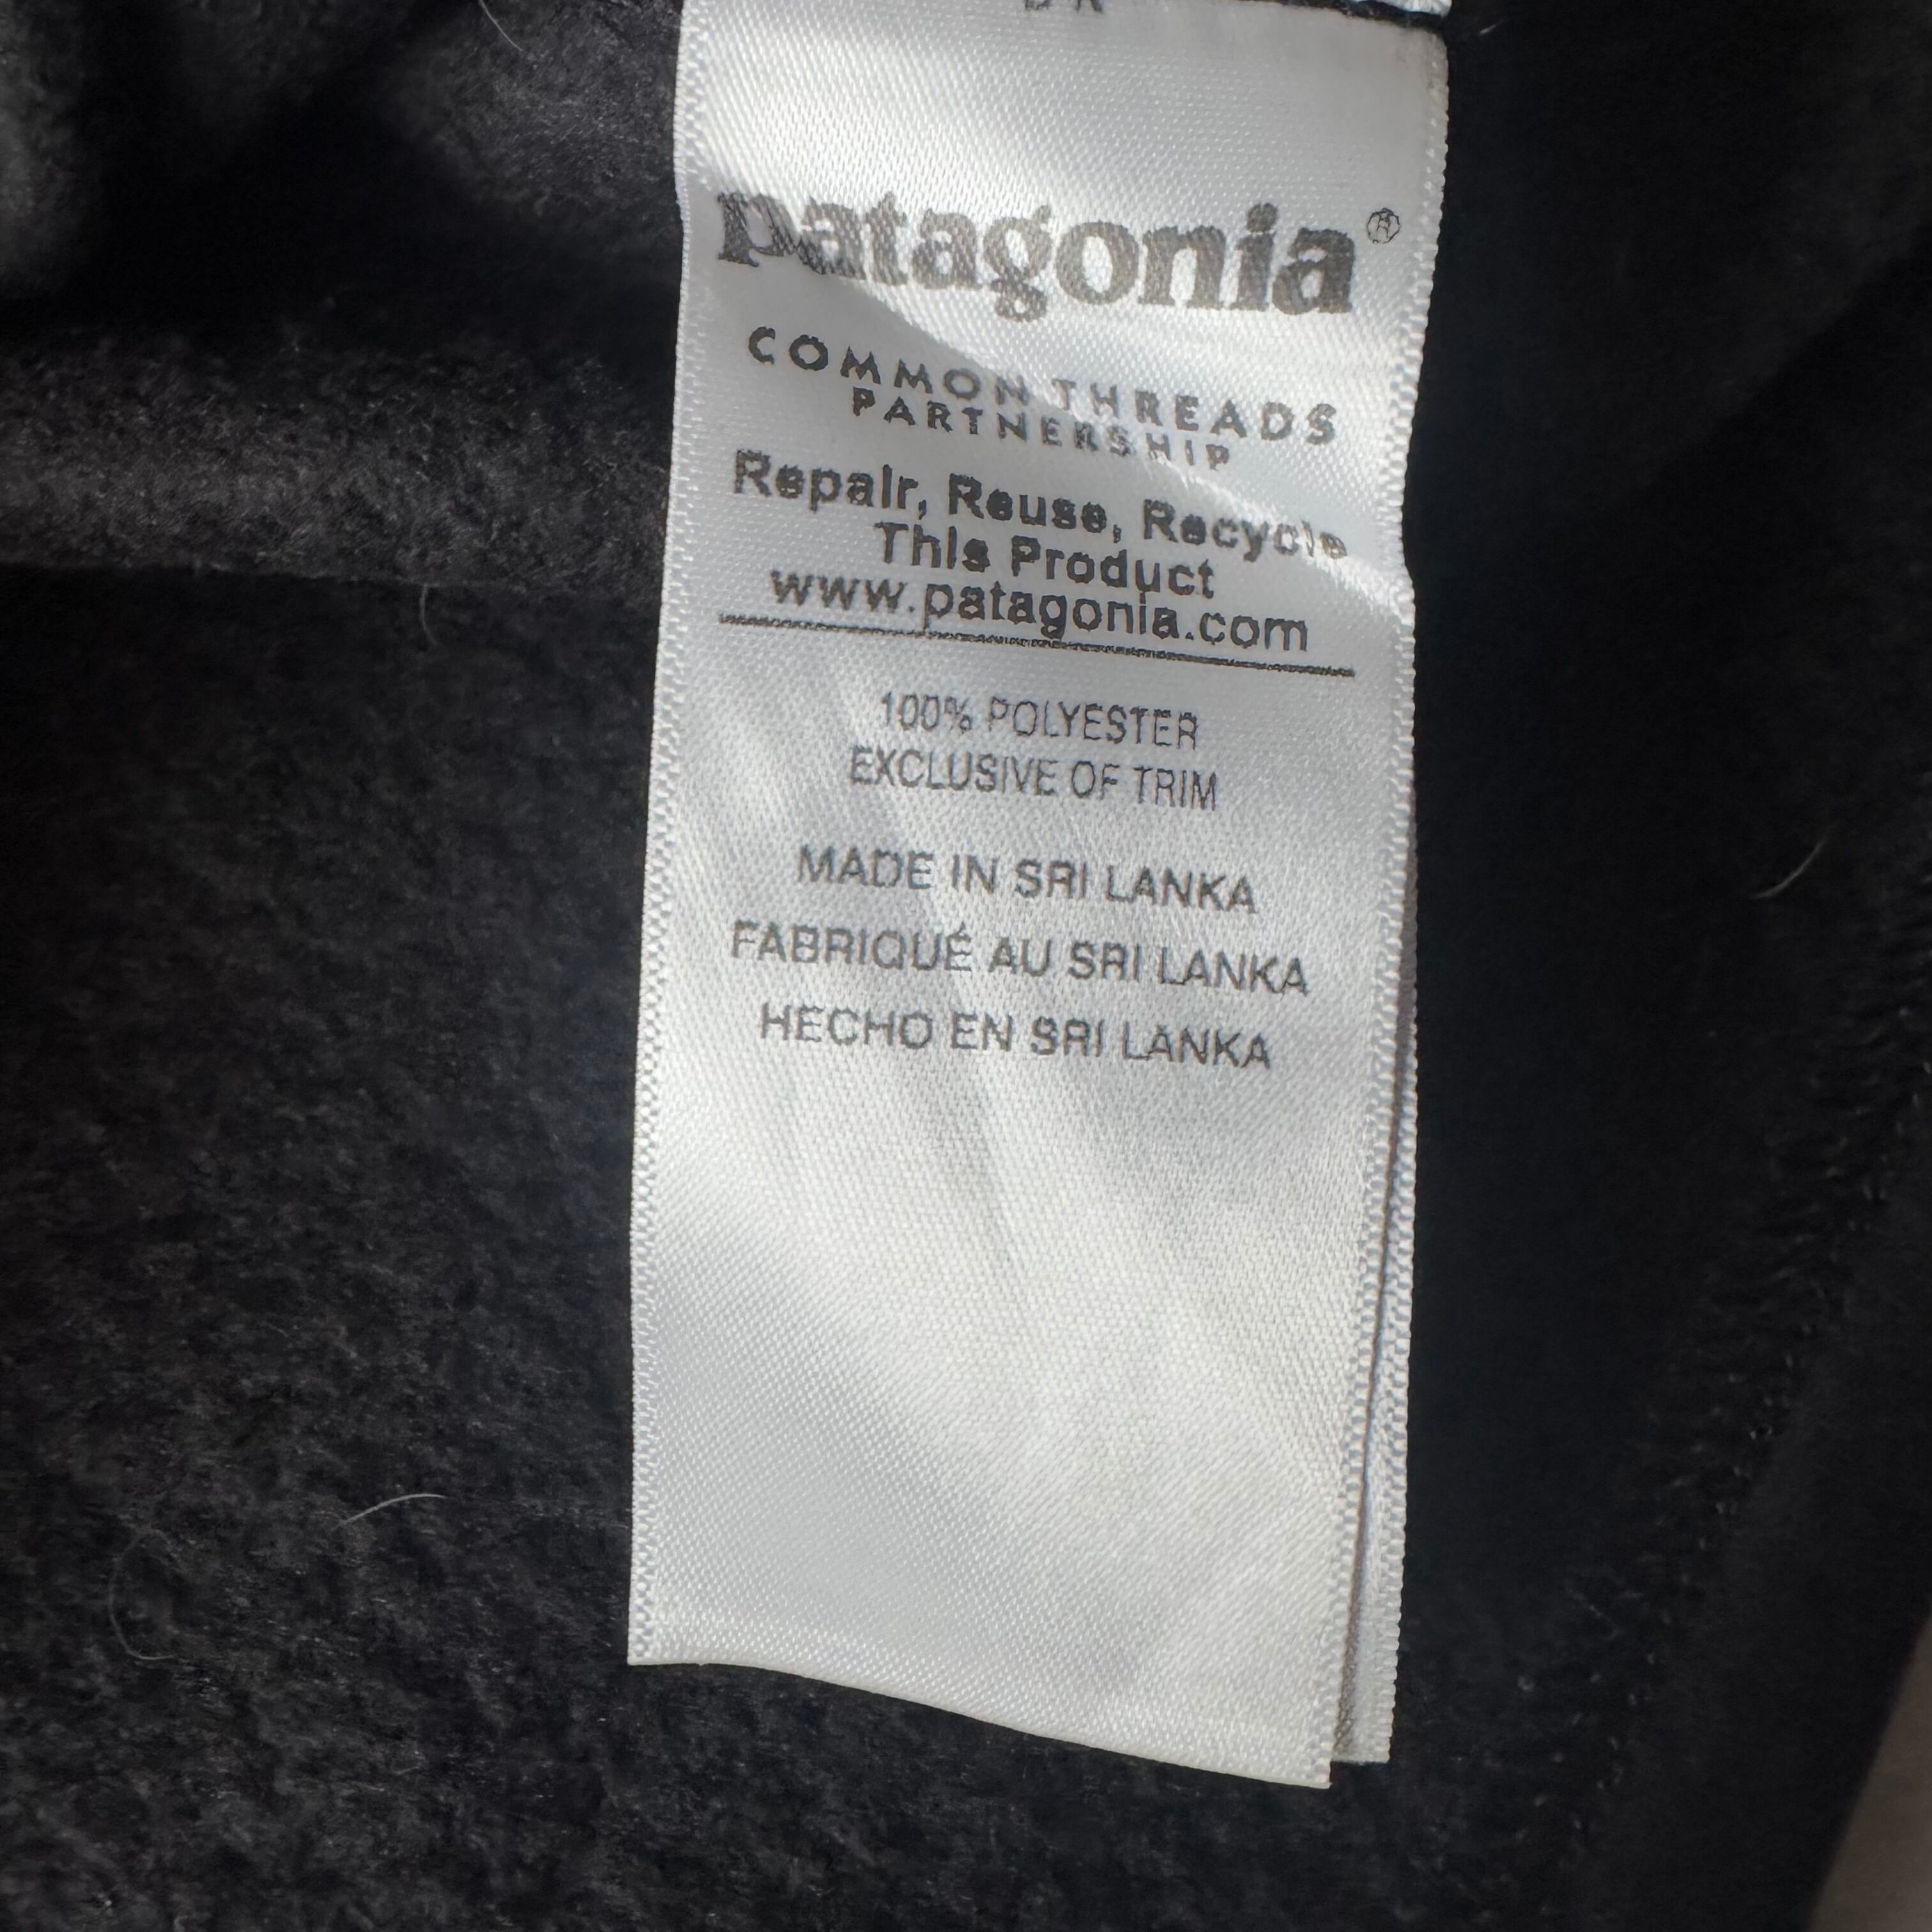 patagonia®
COMMON THREADS
PARTNERSHIP
Repair, Reuse, Recycle
This Product
www.patagonia.com
100% POLYESTER
EXCLUSIVE OF TRIM
MADE IN SRI LANKA
FABRIQUÉ AU SRI LANKA
HECHO EN SRI LANKA